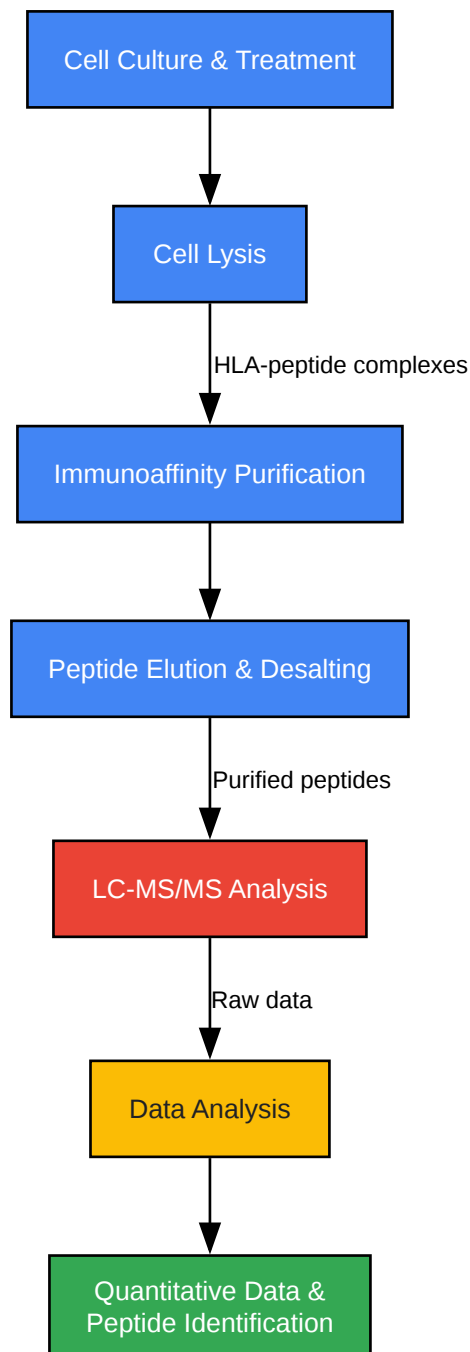 Cell Culture & Treatment
Cell Lysis
HLA-peptide complexes
Immunoaffinity Purification
Peptide Elution & Desalting
Purified peptides
LC-MS/MS Analysis
Raw data
Data Analysis
Quantitative Data &
Peptide Identification